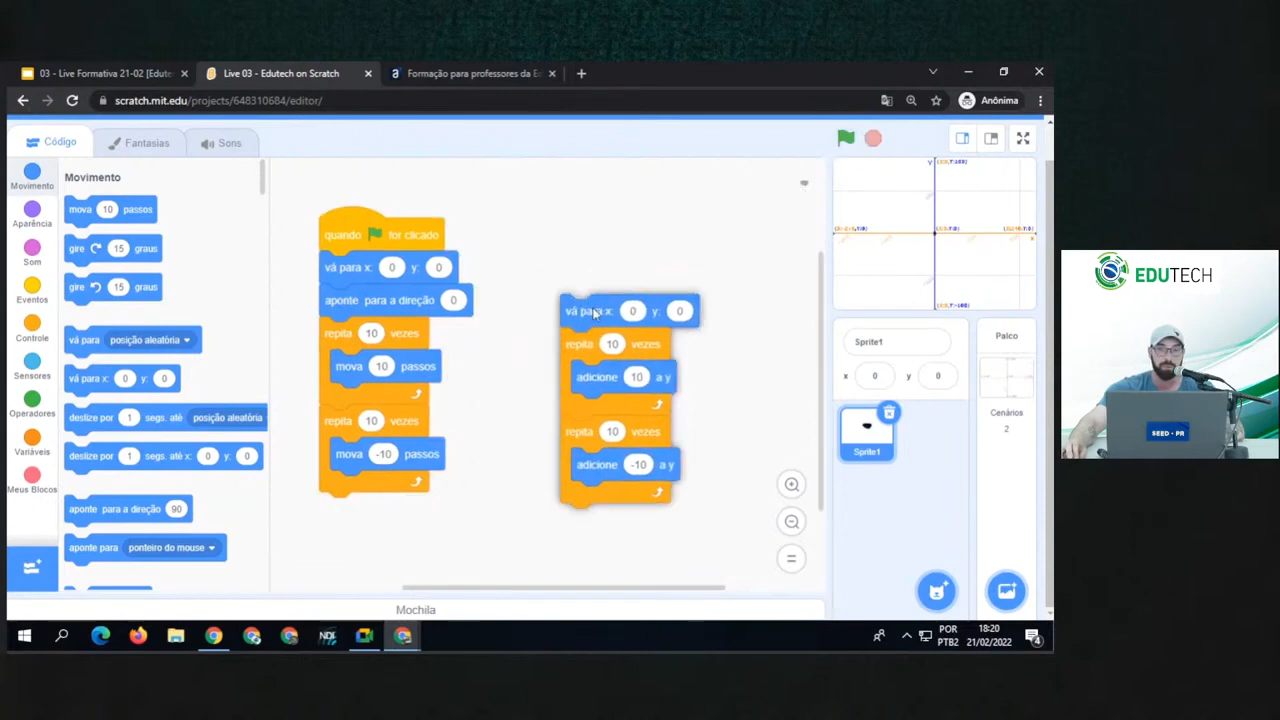 03 - Live Formativa 21-02 [Edute
Live 03 - Edutech on Scratch
Formação para professores da E
scratch.mit.edu/projects/648310684/editor/
Anônima
Código
Fantasias
Sons
Movimento
Aparência
Som
Eventos
Controle
Sensores
Operadores
Variáveis
Meus Blocos
Movimento
mova 10 passos
gire 15 graus
gire 15 graus
vá para posição aleatória
vá para x: 0 y: 0
deslize por 1 segs. até posição aleatória
deslize por 1 segs. até x: 0 y: 0
aponte para a direção 90
aponte para ponteiro do mouse
quando for clicado
vá para x: 0 y: 0
aponte para a direção 0
repita 10 vezes
mova 10 passos
repita 10 vezes
mova -10 passos
vá para x: 0 y: 0
repita 10 vezes
adicione 10 a y
repita 10 vezes
adicione -10 a y
Sprite1
x 0 y 0
Sprite1
Palco
Cenários
2
Mochila
POR
PTB2
18:20
21/02/2022
4
EDUTECH
SEED - PR